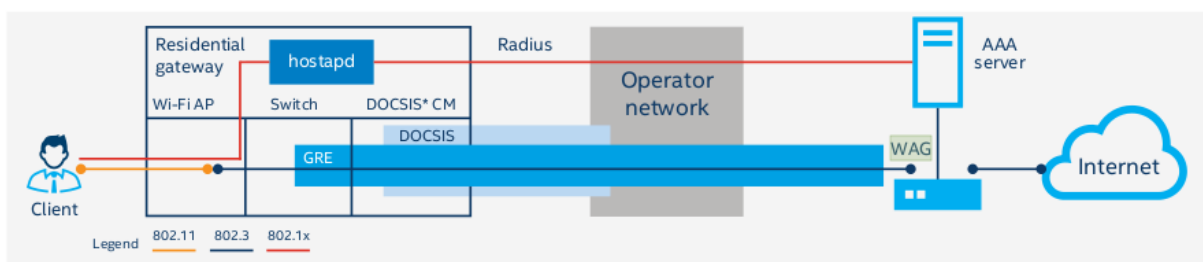 Residential
gateway
hostapd
Radius
AAA
server
Operator
network
Wi-Fi AP
Switch
DOCSIS* CM
DOCSIS
GRE
WAG
Internet
Client
Legend
802.11
802.3
802.1x